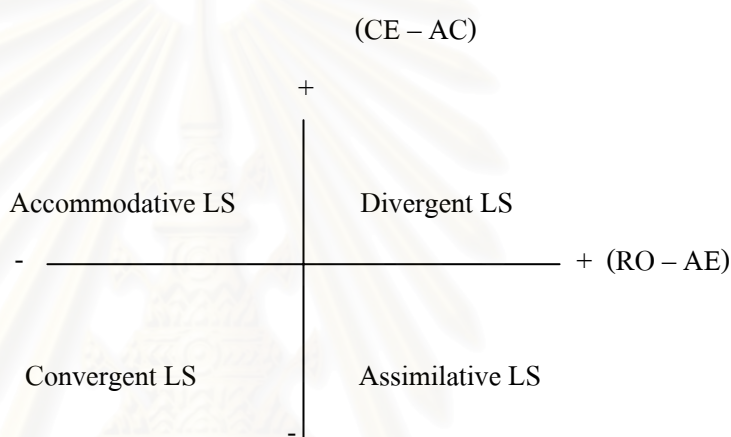 (CE – AC)
+
Accommodative LS Divergent LS
- + (RO – AE)
Convergent LS Assimilative LS
-